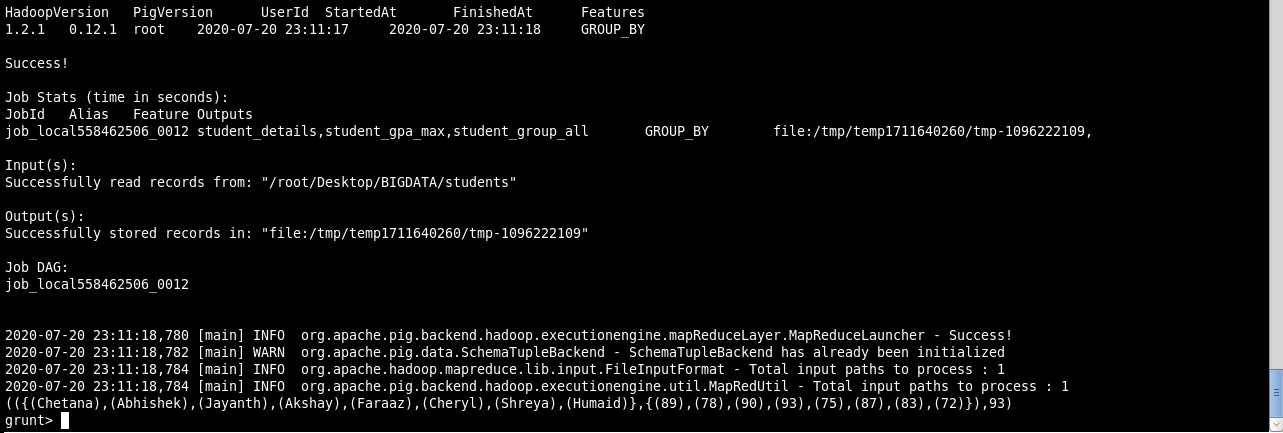 HadoopVersion PigVersion UserId StartedAt FinishedAt Features
1.2.1 0.12.1 root 2020-07-20 23:11:17 2020-07-20 23:11:18 GROUP_BY
Success!
Job Stats (time in seconds):
JobId Alias Feature Outputs
job_local558462506_0012 student_details,student_gpa_max,student_group_all GROUP_BY file:/tmp/temp1711640260/tmp-1096222109,
Input(s):
Successfully read records from: "/root/Desktop/BIGDATA/students"
Output(s):
Successfully stored records in: "file:/tmp/temp1711640260/tmp-1096222109"
Job DAG:
job_local558462506_0012
2020-07-20 23:11:18,780 [main] INFO org.apache.pig.backend.hadoop.executionengine.mapReduceLayer.MapReduceLauncher - Success!
2020-07-20 23:11:18,782 [main] WARN org.apache.pig.data.SchemaTupleBackend - SchemaTupleBackend has already been initialized
2020-07-20 23:11:18,784 [main] INFO org.apache.hadoop.mapreduce.lib.input.FileInputFormat - Total input paths to process : 1
2020-07-20 23:11:18,784 [main] INFO org.apache.pig.backend.hadoop.executionengine.util.MapRedUtil - Total input paths to process : 1
(({(Chetana),(Abhishek),(Jayanth),(Akshay),(Faraaz),(Cheryl),(Shreya),(Humaid)},{(89),(78),(90),(93),(75),(87),(83),(72)}),93)
grunt>